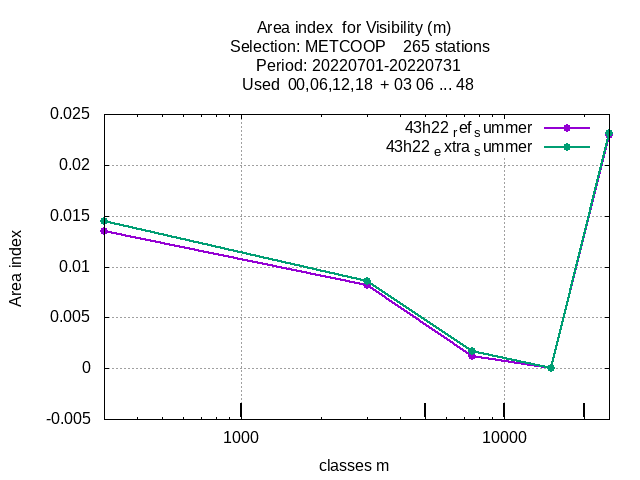 Area index for Visibility (m)
Selection: METCOOP 265 stations
Period: 20220701-20220731
Used 00,06,12,18 + 03 06 ... 48
0.025
43h22 ref summer
0.02
43h22 extra summer
0.015
0.01
0.005
0
-0.005
Area index
1000
10000
classes m